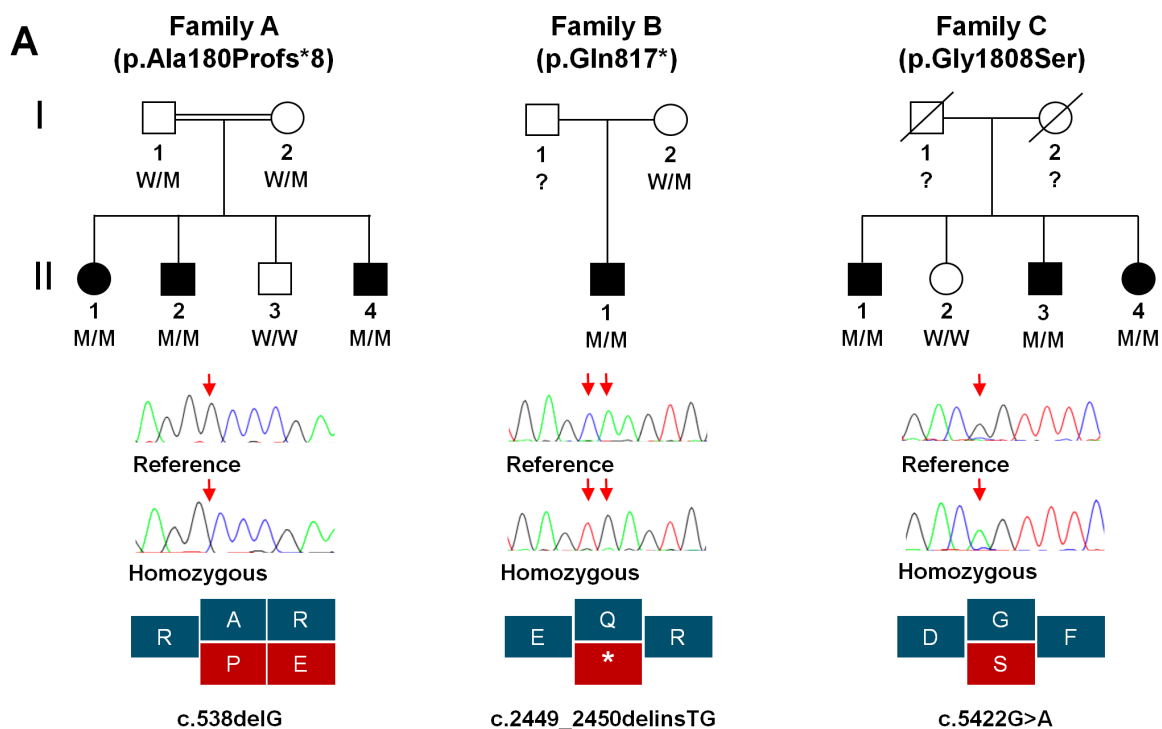 A
Family A
(p.Ala180Profs*8)
Family B
(p.Gln817*)
Family C
(p.Gly1808Ser)
I
1
W/M
2
W/M
1
?
2
W/M
1
?
2
?
II
1
M/M
2
M/M
3
W/W
4
M/M
1
M/M
1
M/M
2
W/W
3
M/M
4
M/M
Reference
Reference
Reference
Homozygous
Homozygous
Homozygous
R
A R
P E
E
Q
*
R
D
G
S
F
c.538delG
c.2449_2450delinsTG
c.5422G>A